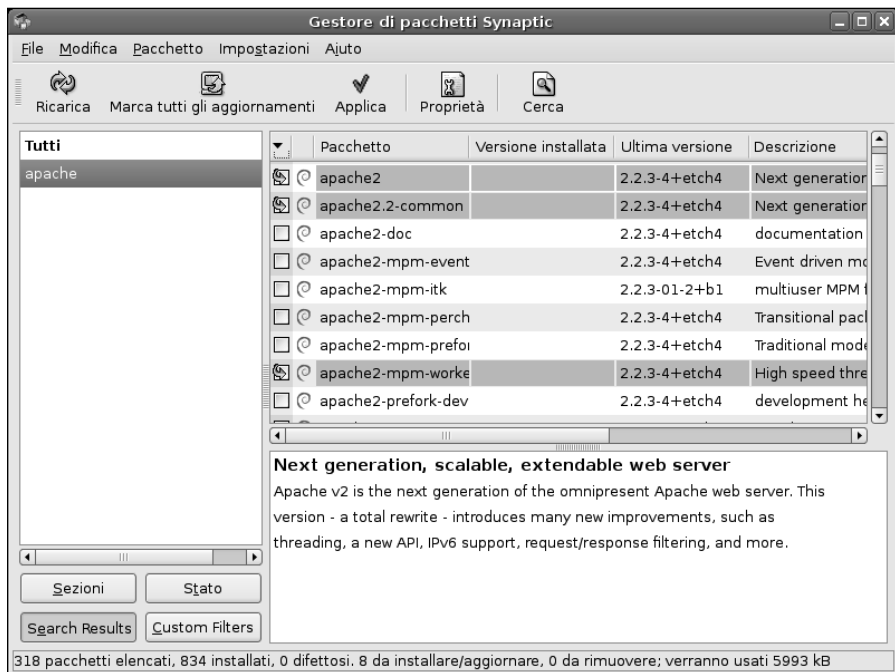 Gestore di pacchetti Synaptic
File Modifica Pacchetto Impostazioni Aiuto
Ricarica Marca tutti gli aggiornamenti Applica Proprietà Cerca
Tutti
apache
Pacchetto Versione installata Ultima versione Descrizione
apache2 2.2.3-4+etch4 Next generation
apache2.2-common 2.2.3-4+etch4 Next generation
apache2-doc 2.2.3-4+etch4 documentation
apache2-mpm-event 2.2.3-4+etch4 Event driven mo
apache2-mpm-itk 2.2.3-01-2+b1 multiuser MPM f
apache2-mpm-perch 2.2.3-4+etch4 Transitional pacl
apache2-mpm-prefor 2.2.3-4+etch4 Traditional mode
apache2-mpm-worke 2.2.3-4+etch4 High speed thre
apache2-prefork-dev 2.2.3-4+etch4 development he
Next generation, scalable, extendable web server
Apache v2 is the next generation of the omnipresent Apache web server. This
version - a total rewrite - introduces many new improvements, such as
threading, a new API, IPv6 support, request/response filtering, and more.
Sezioni Stato
Search Results Custom Filters
318 pacchetti elencati, 834 installati, 0 difettosi. 8 da installare/aggiornare, 0 da rimuovere; verranno usati 5993 kB